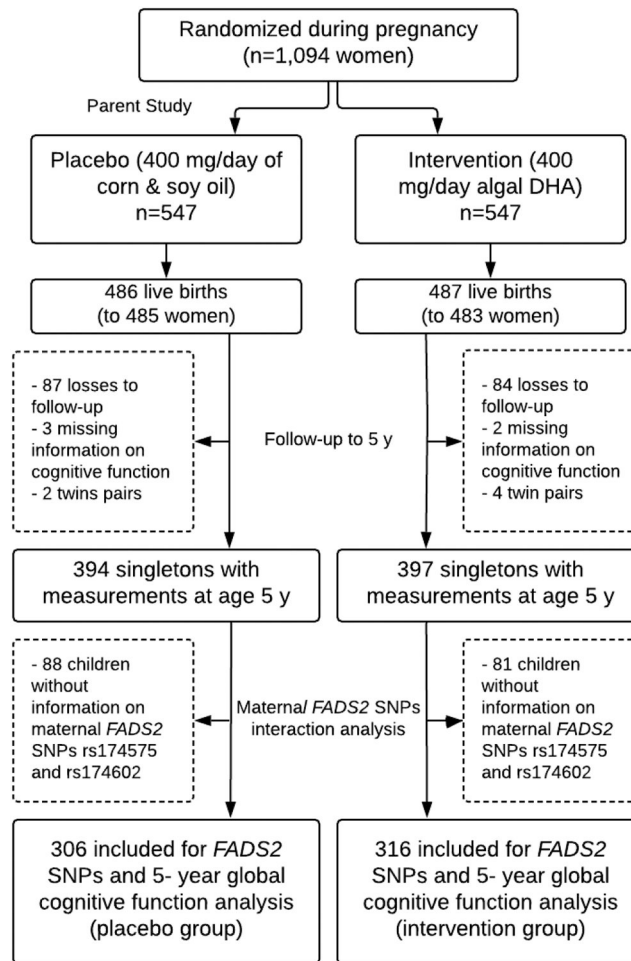 Randomized during pregnancy
(n=1,094 women)
Parent Study
Placebo (400 mg/day of
corn & soy oil)
n=547
Intervention (400
mg/day algal DHA)
n=547
486 live births
(to 485 women)
487 live births
(to 483 women)
- 87 losses to
follow-up
- 3 missing
information on
cognitive function
- 2 twins pairs
Follow-up to 5 y
- 84 losses to
follow-up
- 2 missing
information on
cognitive function
- 4 twin pairs
394 singletons with
measurements at age 5 y
397 singletons with
measurements at age 5 y
- 88 children
without
information on
maternal FADS2
SNPs rs174575
and rs174602
Maternal FADS2 SNPs
interaction analysis
- 81 children
without
information on
maternal FADS2
SNPs rs174575
and rs174602
306 included for FADS2
SNPs and 5- year global
cognitive function analysis
(placebo group)
316 included for FADS2
SNPs and 5- year global
cognitive function analysis
(intervention group)